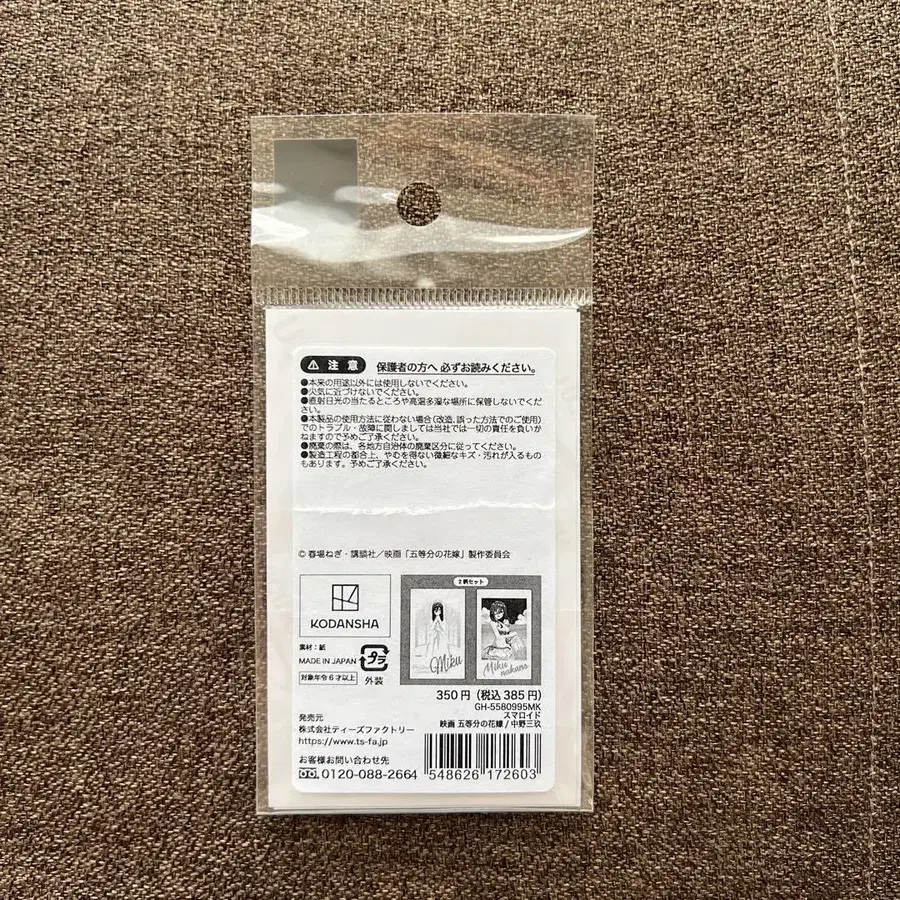 注意 保護者の方へ 必ずお読みください。
●本来の用途以外には使用しないでください。
●火気に近づけないでください。
●直射日光の当たるところや高温多湿な場所に保管しないでくだ
さい。
●本製品の使用方法に従わない場合(改造、誤った方法でのご使用)
でのトラブル・故障に関しましては当社では一切の責任を負いか
ねますので予めご了承ください。
●廃棄の際は、各地方自治体の廃棄区分に従ってください。
●製造工程の都合上、やむを得ない微細なキズ・汚れが入るもの
もあります。予めご了承ください。
© 春場ねぎ・講談社／映画「五等分の花嫁」製作委員会
KODANSHA
2柄セット
Miku
Miku
nakano
素材：紙
MADE IN JAPAN
プラ
対象年令6才以上
外装
350円(税込385円)
GH-5580995MK
スマロイド
映画 五等分の花嫁 / 中野三玖
発売元
株式会社ティーズファクトリー
https://www.ts-fa.jp
お客様お問い合わせ先
0120-088-2664
548626 172603